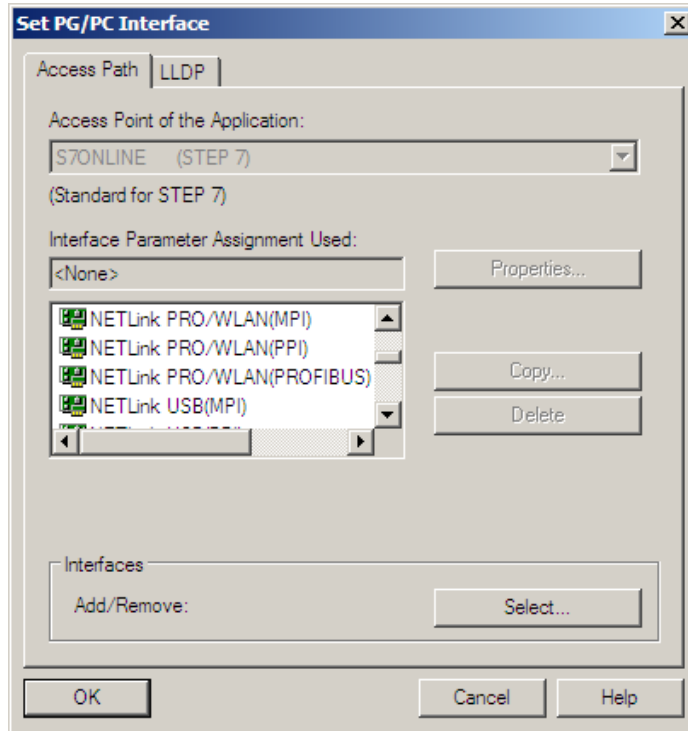 Set PG/PC Interface
Access Path
LLDP
Access Point of the Application:
S7ONLINE (STEP 7)
(Standard for STEP 7)
Interface Parameter Assignment Used:
<None>
Properties...
NETLink PRO/WLAN(MPI)
NETLink PRO/WLAN(PPI)
NETLink PRO/WLAN(PROFIBUS)
NETLink USB(MPI)
Copy...
Delete
Interfaces
Add/Remove:
Select...
OK
Cancel
Help